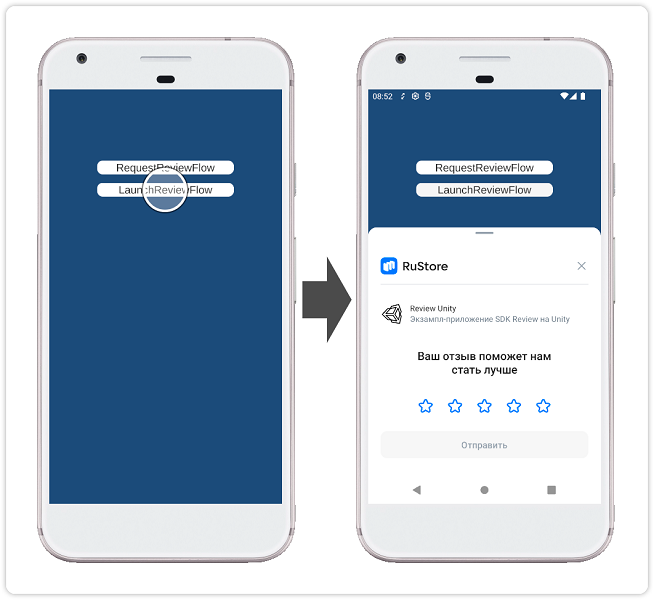 RequestReviewFlow
LaunchReviewFlow
08:52
RequestReviewFlow
LaunchReviewFlow
RuStore
Review Unity
Экзампл-приложение SDK Review на Unity
Ваш отзыв поможет нам
стать лучше
Отправить